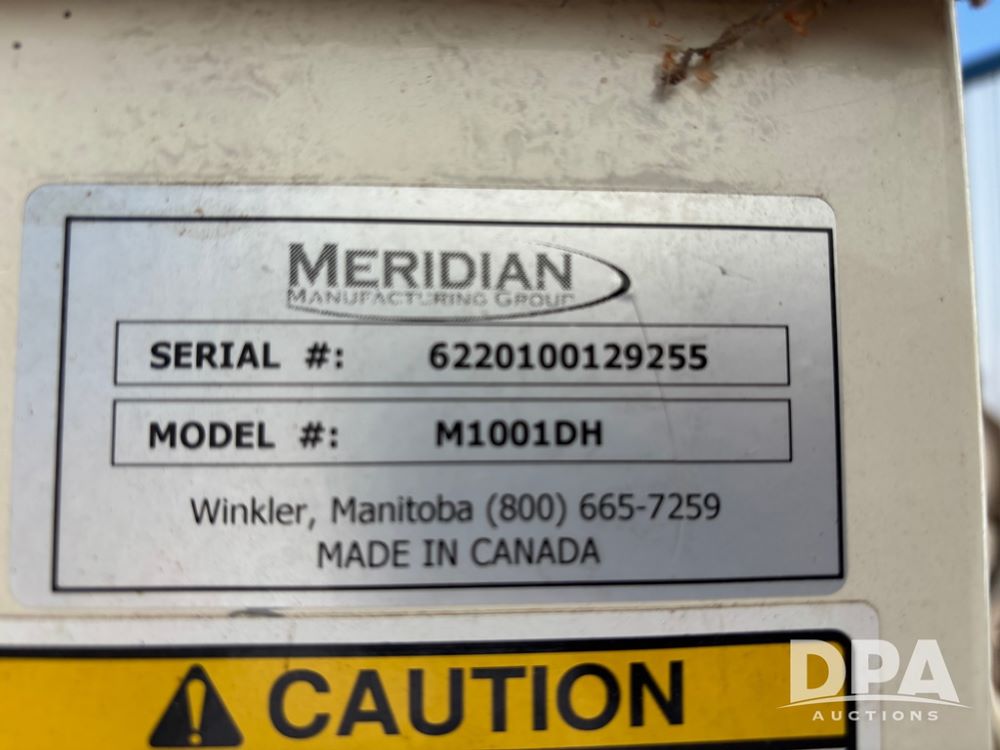 MERIDIAN
MANUFACTURING GROUP
SERIAL #: 6220100129255
MODEL #: M1001DH
Winkler, Manitoba (800) 665-7259
MADE IN CANADA
CAUTION
DPA
AUCTIONS